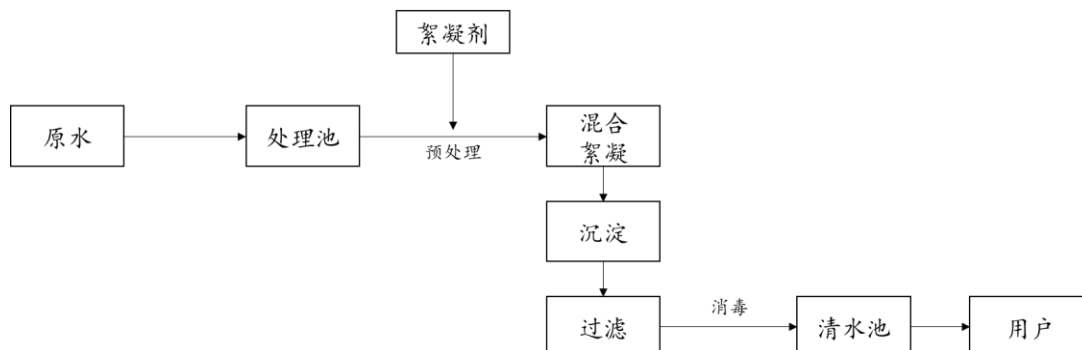 絮凝剂
原水
处理池
预处理
混合
絮凝
沉淀
过滤
消毒
清水池
用户